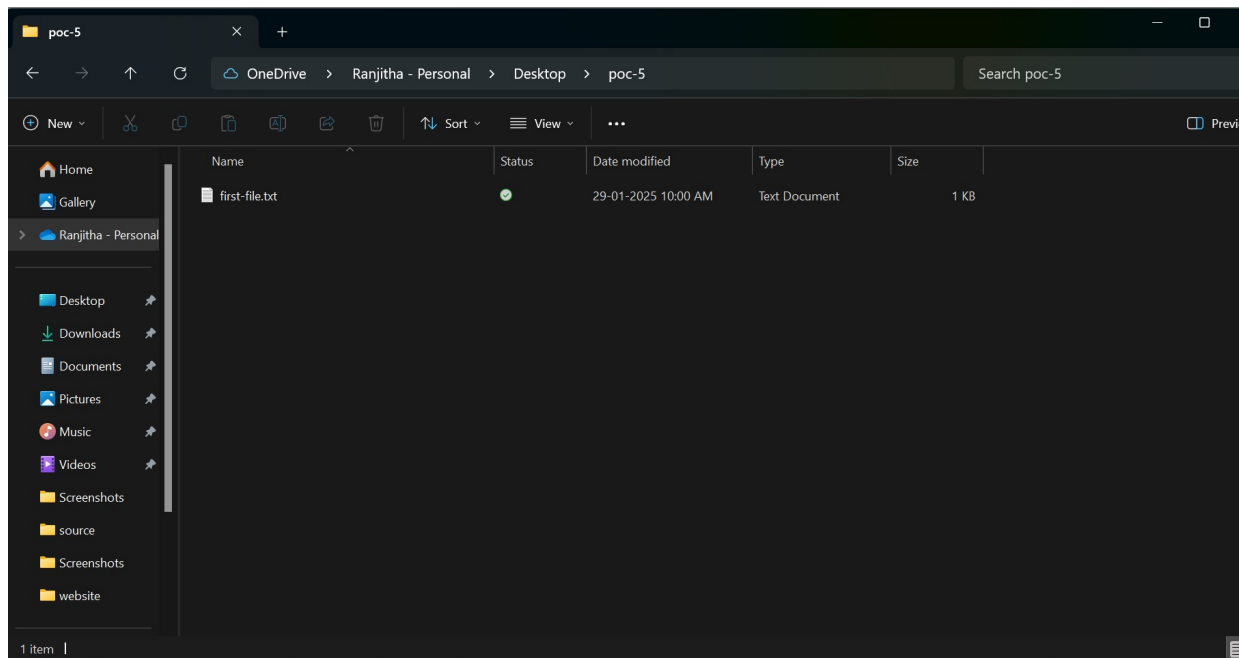 poc-5
OneDrive > Ranjitha - Personal > Desktop > poc-5
Search poc-5
New
Sort
View
Previ
Home
Gallery
Ranjitha - Personal
Desktop
Downloads
Documents
Pictures
Music
Videos
Screenshots
source
Screenshots
website
Name Status Date modified Type Size
first-file.txt 29-01-2025 10:00 AM Text Document 1 KB
1 item